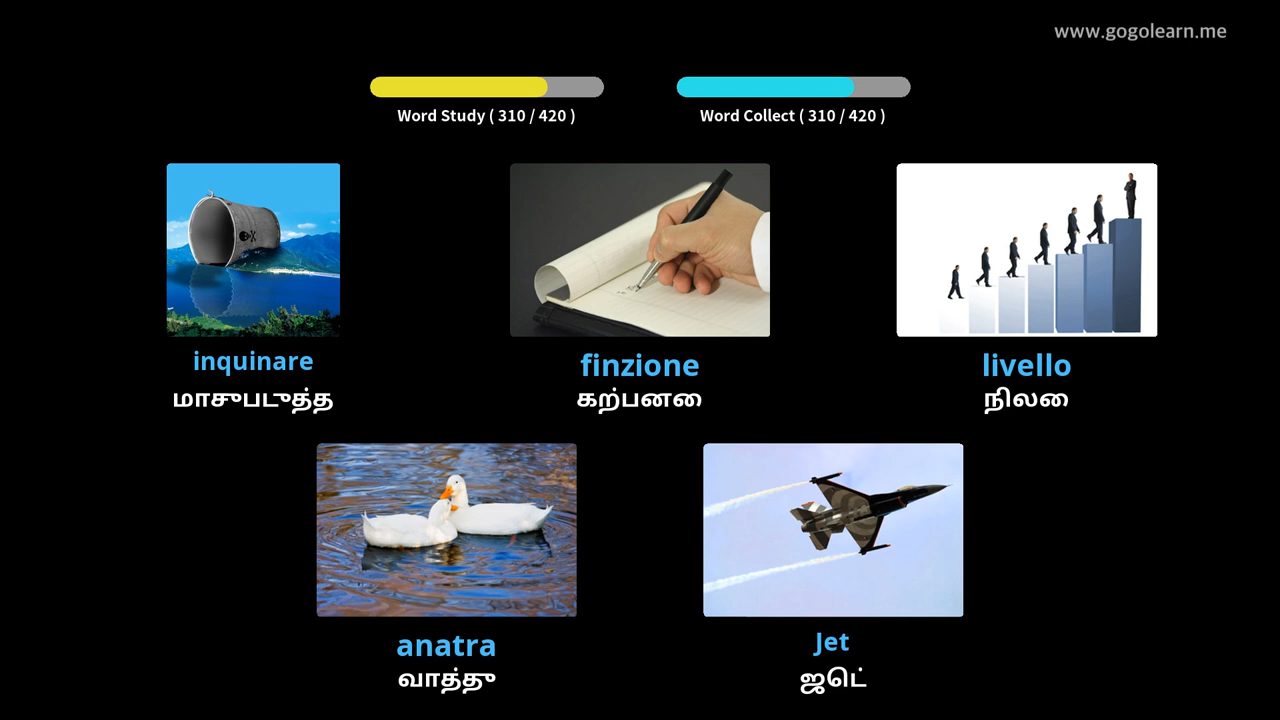 www.gogolearn.me
Word Study ( 310 / 420 )
Word Collect ( 310 / 420 )
inquinare
மாசுபடுத்த
finzione
கற்பனை
livello
நிலை
anatra
வாத்து
Jet
ஜெட்